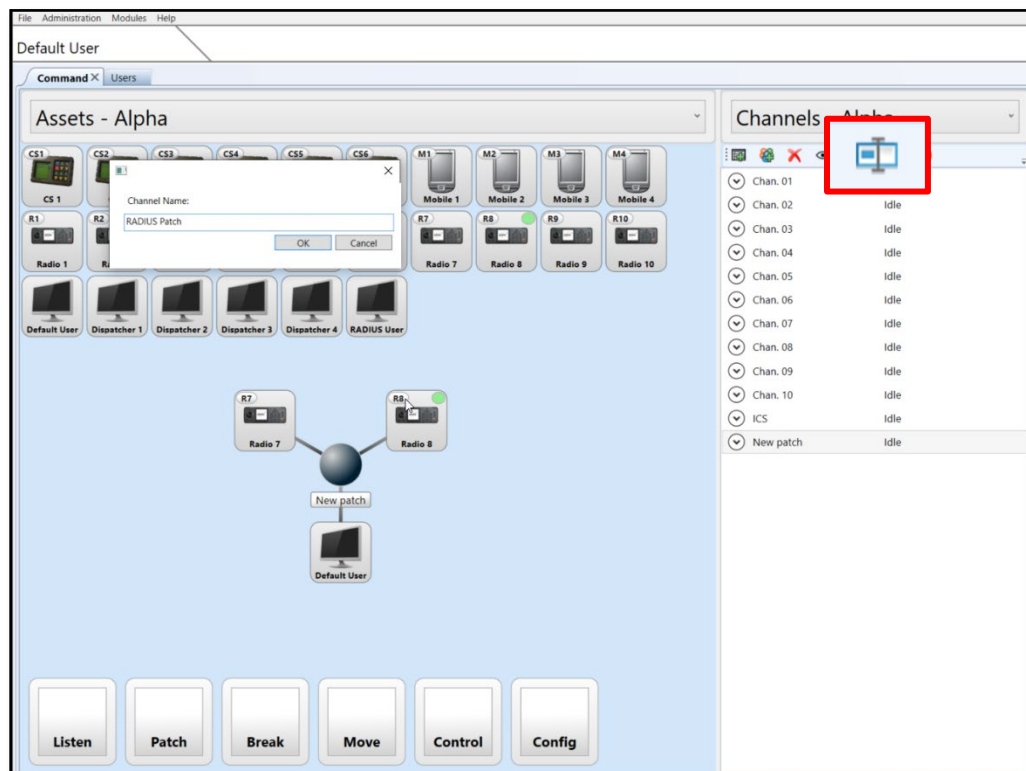 File Administration Modules Help
Default User
Command Users
Assets - Alpha
Channels - Alpha
CS1 CS2 CS3 CS4 CS5 CS6 M1 M2 M3 M4
CS 1 Mobile 1 Mobile 2 Mobile 3 Mobile 4
Channel Name:
RADIUS Patch
OK Cancel
R1 R2 R7 R8 R9 R10
Radio 1 Radio 7 Radio 8 Radio 9 Radio 10
Default User Dispatcher 1 Dispatcher 2 Dispatcher 3 Dispatcher 4 RADIUS User
R7 R8
Radio 7 Radio 8
New patch
Default User
Listen Patch Break Move Control Config
Chan. 01
Chan. 02 Idle
Chan. 03 Idle
Chan. 04 Idle
Chan. 05 Idle
Chan. 06 Idle
Chan. 07 Idle
Chan. 08 Idle
Chan. 09 Idle
Chan. 10 Idle
ICS Idle
New patch Idle